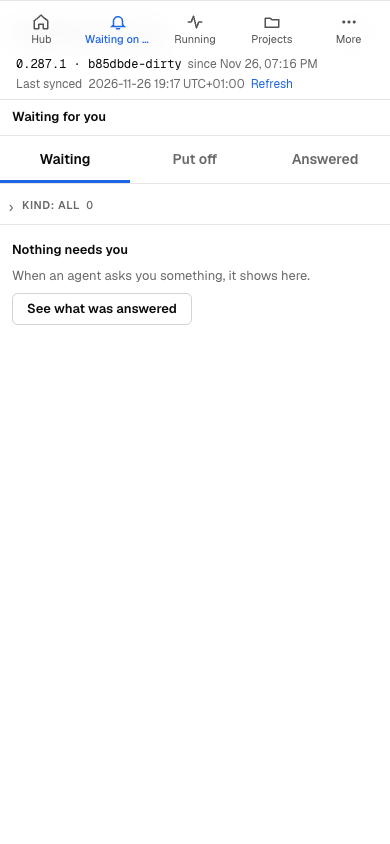 Hub
Waiting on ...
Running
Projects
More
0.287.1 · b85dbde-dirty since Nov 26, 07:16 PM
Last synced 2026-11-26 19:17 UTC+01:00 Refresh
Waiting for you
Waiting
Put off
Answered
KIND: ALL 0
Nothing needs you
When an agent asks you something, it shows here.
See what was answered